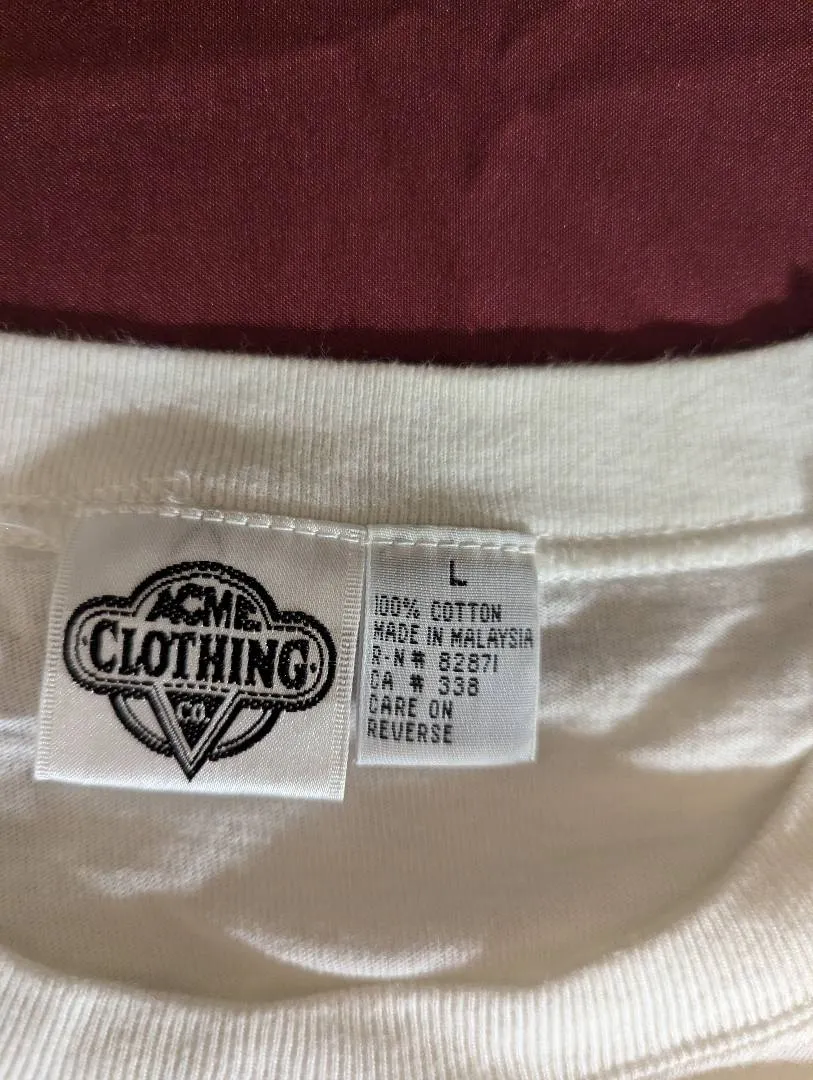 ACME
CLOTHING
CO.
L
100% COTTON
MADE IN MALAYSIA
R-N # 82871
CA # 338
CARE ON
REVERSE